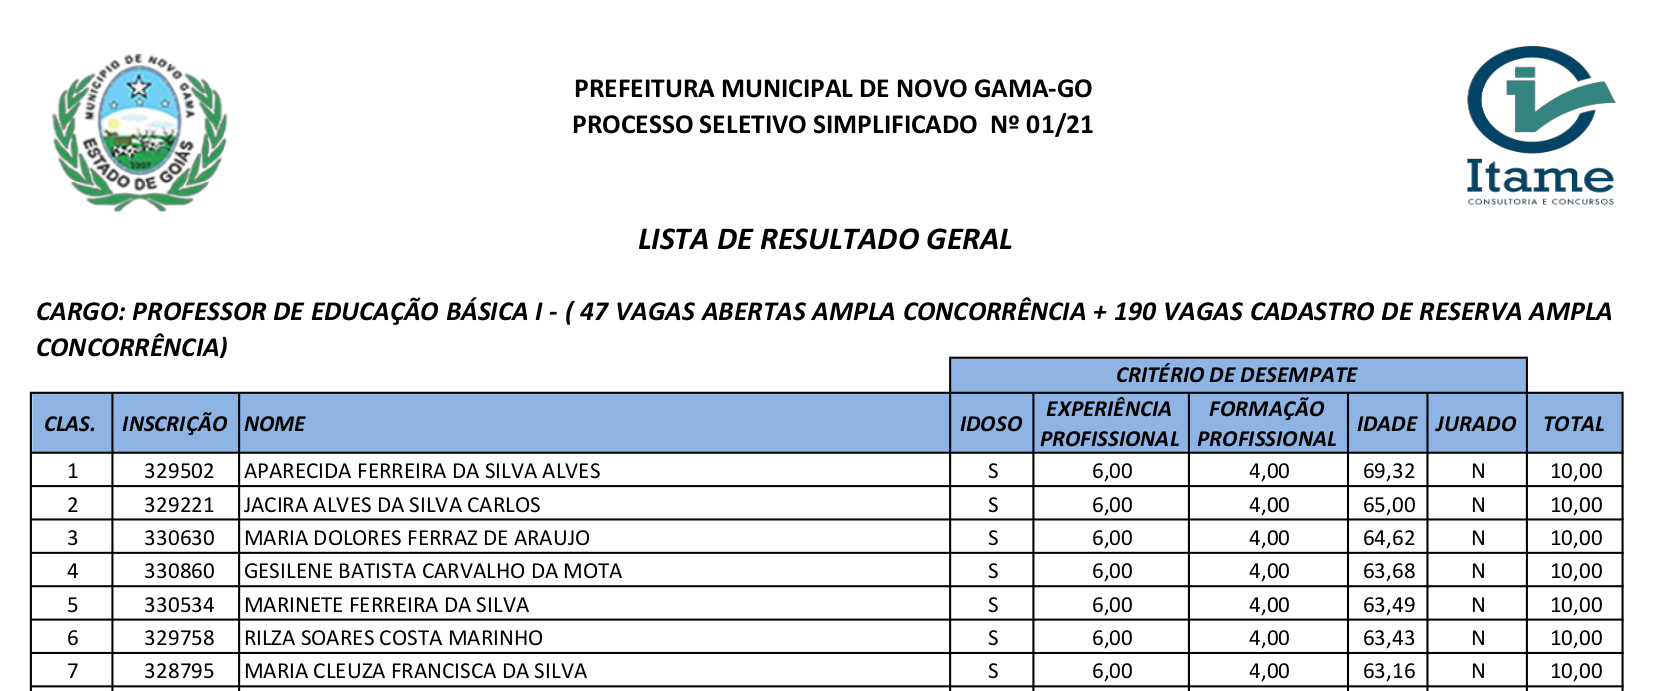 MUNICIPIO DE NOVO GAMA
1997
ESTADO DE GOIÁS
PREFEITURA MUNICIPAL DE NOVO GAMA-GO
PROCESSO SELETIVO SIMPLIFICADO Nº 01/21
Itame
CONSULTORIA E CONCURSOS
LISTA DE RESULTADO GERAL
CARGO: PROFESSOR DE EDUCAÇÃO BÁSICA I - ( 47 VAGAS ABERTAS AMPLA CONCORRÊNCIA + 190 VAGAS CADASTRO DE RESERVA AMPLA
CONCORRÊNCIA)
CRITÉRIO DE DESEMPATE
CLAS. INSCRIÇÃO NOME IDOSO EXPERIÊNCIA PROFISSIONAL FORMAÇÃO PROFISSIONAL IDADE JURADO TOTAL
1 329502 APARECIDA FERREIRA DA SILVA ALVES S 6,00 4,00 69,32 N 10,00
2 329221 JACIRA ALVES DA SILVA CARLOS S 6,00 4,00 65,00 N 10,00
3 330630 MARIA DOLORES FERRAZ DE ARAUJO S 6,00 4,00 64,62 N 10,00
4 330860 GESILENE BATISTA CARVALHO DA MOTA S 6,00 4,00 63,68 N 10,00
5 330534 MARINETE FERREIRA DA SILVA S 6,00 4,00 63,49 N 10,00
6 329758 RILZA SOARES COSTA MARINHO S 6,00 4,00 63,43 N 10,00
7 328795 MARIA CLEUZA FRANCISCA DA SILVA S 6,00 4,00 63,16 N 10,00